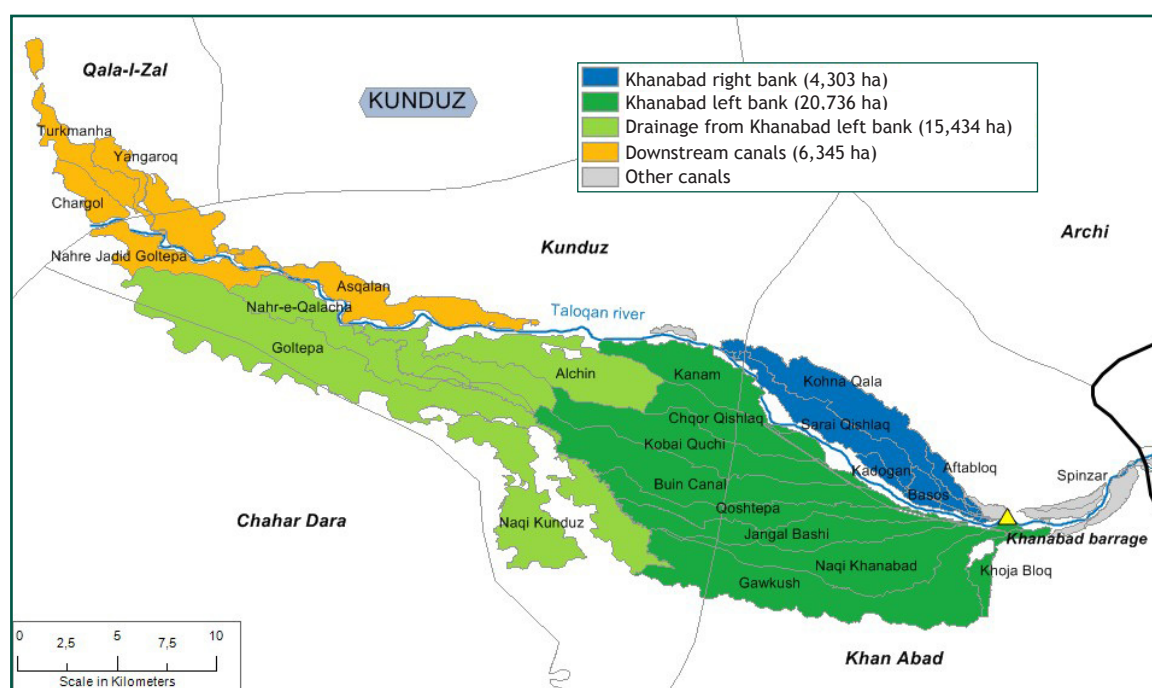 Qala-I-Zal
KUNDUZ
Khanabad right bank (4,303 ha)
Khanabad left bank (20,736 ha)
Drainage from Khanabad left bank (15,434 ha)
Downstream canals (6,345 ha)
Other canals
Turkmanha
Yangaroq
Chargol
Nahre Jadid Goltepa
Kunduz
Archi
Asqalan
Nahr-e-Qalacha
Taloqan river
Goltepa
Alchin
Kanam
Kohna Qala
Chqor Qishlaq
Sarai Qishlaq
Kobai Quchi
Kadogan
Aftabloq
Spinzar
Buin Canal
Basos
Qoshtepa
Chahar Dara
Naqi Kunduz
Jangal Bashi
Khanabad barrage
Naqi Khanabad
Khoja Bloq
Gawkush
Khan Abad
0 2,5 5 7,5 10
Scale in Kilometers